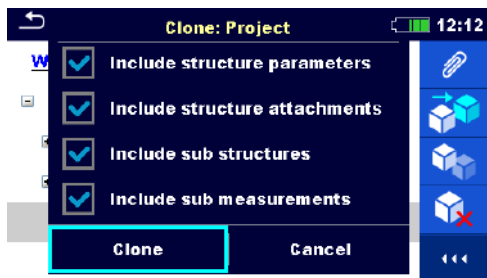 Clone: Project 12:12
W
Include structure parameters
Include structure attachments
Include sub structures
Include sub measurements
Clone Cancel